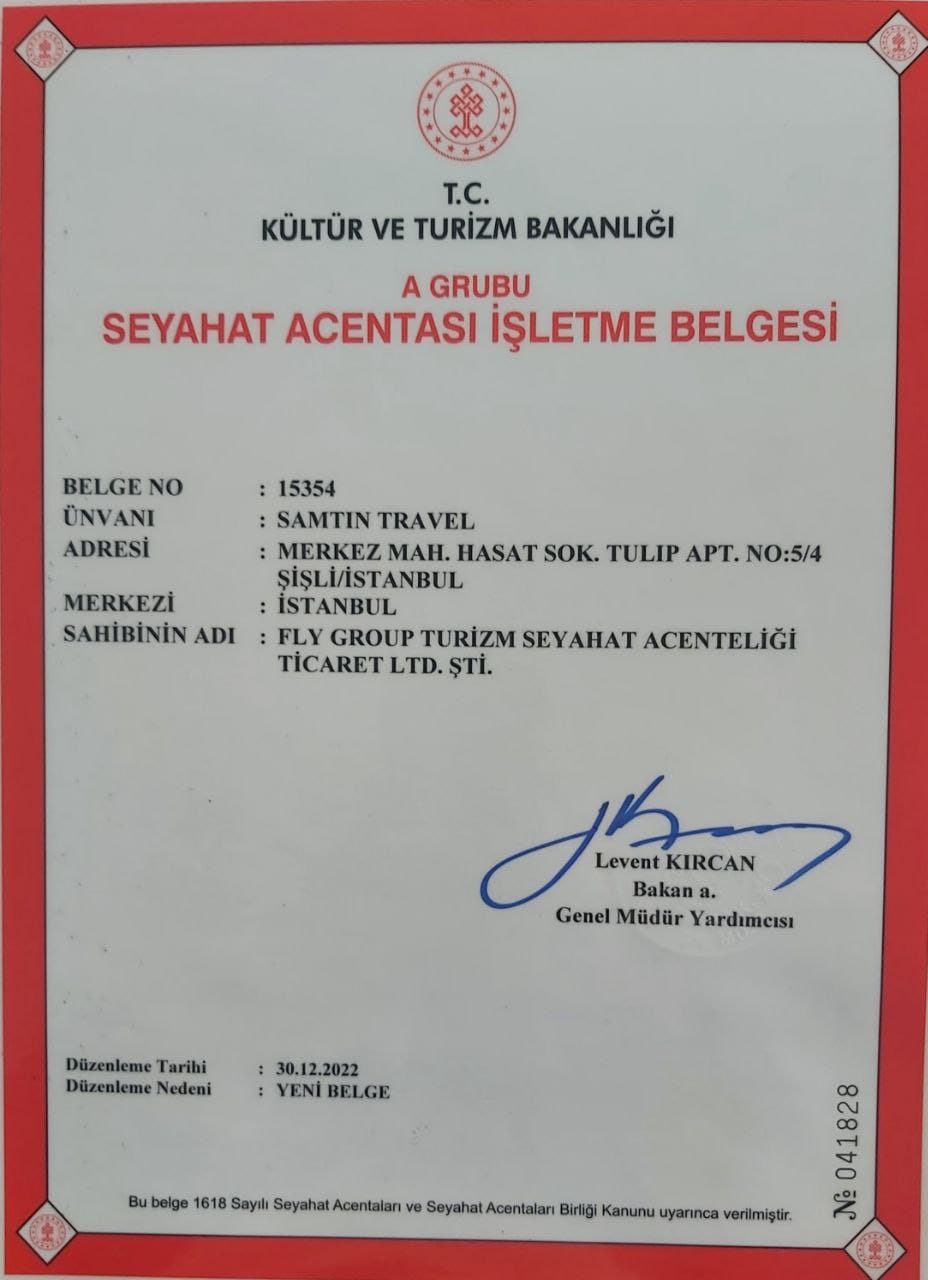 T.C.
KÜLTÜR VE TURİZM BAKANLIĞI
A GRUBU
SEYAHAT ACENTASI İŞLETME BELGESİ
BELGE NO : 15354
ÜNVANI : SAMTIN TRAVEL
ADRESİ : MERKEZ MAH. HASAT SOK. TULIP APT. NO:5/4
ŞİŞLİ/İSTANBUL
MERKEZİ : İSTANBUL
SAHİBİNİN ADI : FLY GROUP TURİZM SEYAHAT ACENTELİĞİ
TİCARET LTD. ŞTİ.
Levent KIRCAN
Bakan a.
Genel Müdür Yardımcısı
Düzenleme Tarihi : 30.12.2022
Düzenleme Nedeni : YENİ BELGE
№ 041828
Bu belge 1618 Sayılı Seyahat Acentaları ve Seyahat Acentaları Birliği Kanunu uyarınca verilmiştir.